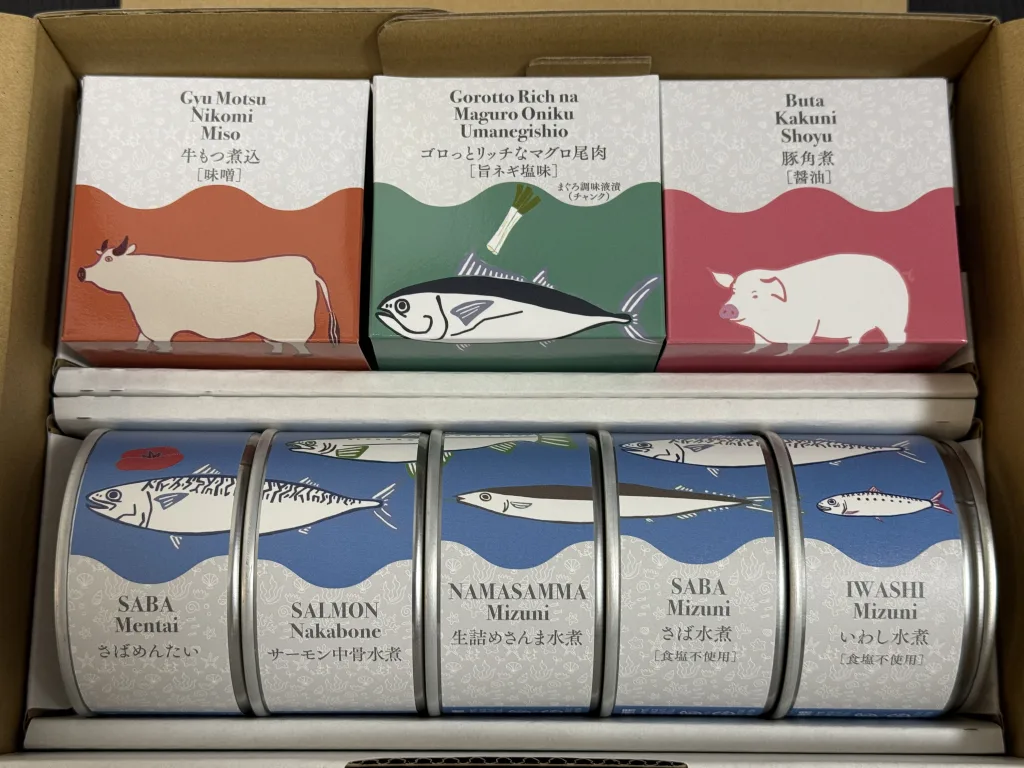 Gyu Motsu
Nikomi
Miso
牛もつ煮込
[味噌]
Gorotto Rich na
Maguro Oniku
Umanegishio
ゴロっとリッチなマグロ尾肉
[旨ネギ塩味]
まぐろ調味液漬
(チャンク)
Buta
Kakuni
Shoyu
豚角煮
[醤油]
SABA
Mentai
さばめんたい
SALMON
Nakabone
サーモン中骨水煮
NAMASAMMA
Mizuni
生詰めさんま水煮
SABA
Mizuni
さば水煮
[食塩不使用]
IWASHI
Mizuni
いわし水煮
[食塩不使用]